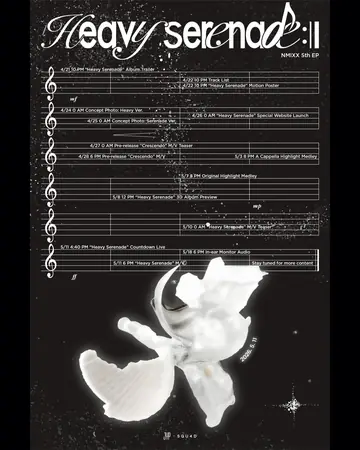 Heavy serenade
NMIXX 5th EP
4/21 10 PM "Heavy Serenade" Album Trailer
4/22 10 PM Track List
4/22 10 PM "Heavy Serenade" Motion Poster
mf
4/24 0 AM Concept Photo: Heavy Ver.
4/25 0 AM Concept Photo: Serenade Ver.
4/26 0 AM "Heavy Serenade" Special Website Launch
4/27 0 AM Pre-release "Crescendo" M/V Teaser
4/28 6 PM Pre-release "Crescendo" M/V
5/3 8 PM A Cappella Highlight Medley
5/7 8 PM Original Highlight Medley
5/8 12 PM "Heavy Serenade" 3D Album Preview
mp
5/10 0 AM "Heavy Serenade" M/V Teaser
5/11 4:40 PM "Heavy Serenade" Countdown Live
5/11 6 PM "Heavy Serenade" M/V
5/18 6 PM In-ear Monitor Audio
Stay tuned for more content
ff
2026. 5. 11
SQUAD